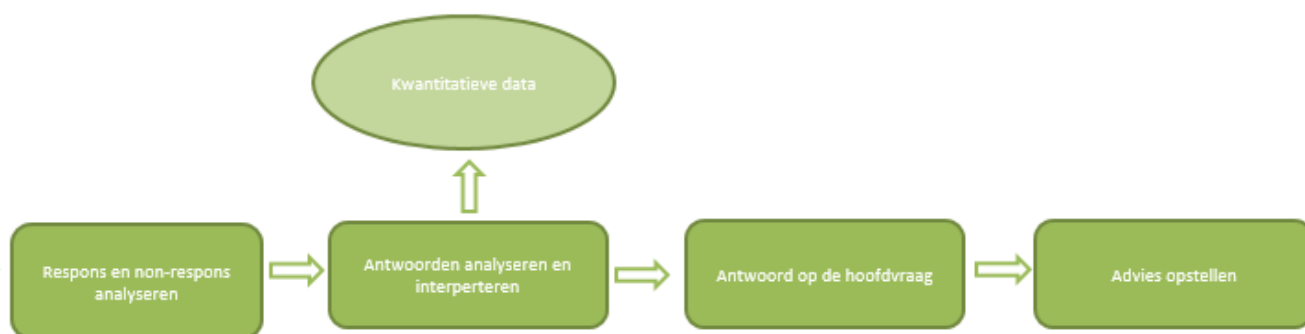 Kwantitatieve data
Respons en non-respons
analyseren
Antwoorden analyseren en
interperteren
Antwoord op de hoofdvraag
Advies opstellen